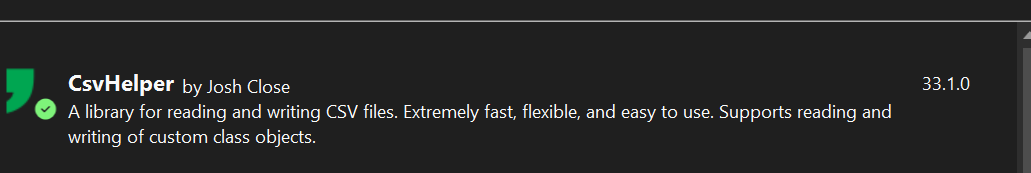 CsvHelper by Josh Close 33.1.0
A library for reading and writing CSV files. Extremely fast, flexible, and easy to use. Supports reading and
writing of custom class objects.